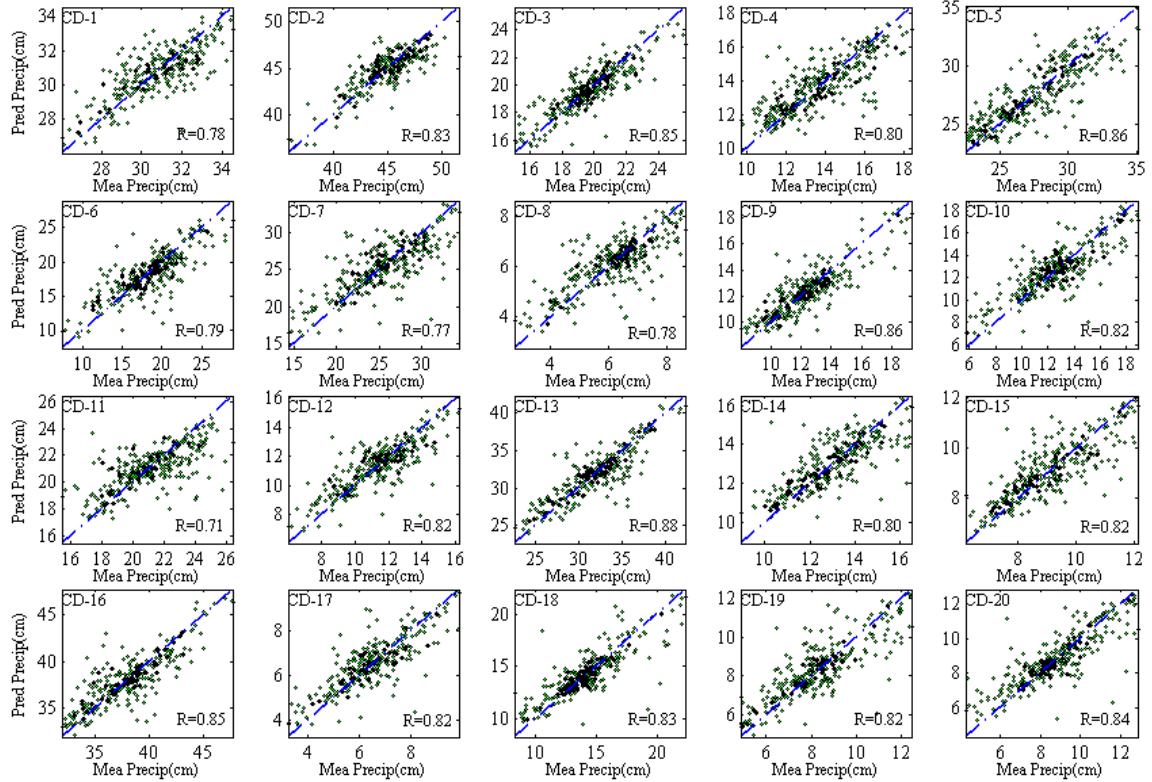 CD-1 CD-2 CD-3 CD-4 CD-5
Pred Precip(cm)
34 50 24 18 35
32 45 22 16 30
30 40 20 14 25
28 18 12
16 10
R=0.78 R=0.83 R=0.85 R=0.80 R=0.86
28 30 32 34 40 45 50 16 18 20 22 24 10 12 14 16 18 25 30 35
Mea Precip(cm) Mea Precip(cm) Mea Precip(cm) Mea Precip(cm) Mea Precip(cm)
CD-6 CD-7 CD-8 CD-9 CD-10
Pred Precip(cm)
25 30 8 18 18
20 25 6 16 16
15 20 4 14 14
10 15 12 12
10 10
8
6
R=0.79 R=0.77 R=0.78 R=0.86 R=0.82
10 15 20 25 15 20 25 30 4 6 8 10 12 14 16 18 6 8 10 12 14 16 18
Mea Precip(cm) Mea Precip(cm) Mea Precip(cm) Mea Precip(cm) Mea Precip(cm)
CD-11 CD-12 CD-13 CD-14 CD-15
Pred Precip(cm)
26 16 40 16 12
24 14 35 14 10
22 12 30 12 8
20 10 25 10
18 8
16
R=0.71 R=0.82 R=0.88 R=0.80 R=0.82
16 18 20 22 24 26 8 10 12 14 16 25 30 35 40 10 12 14 16 8 10 12
Mea Precip(cm) Mea Precip(cm) Mea Precip(cm) Mea Precip(cm) Mea Precip(cm)
CD-16 CD-17 CD-18 CD-19 CD-20
Pred Precip(cm)
45 8 20 12 12
40 6 15 10 10
35 4 10 8 8
6 6
R=0.85 R=0.82 R=0.83 R=0.82 R=0.84
35 40 45 4 6 8 10 15 20 6 8 10 12 6 8 10 12
Mea Precip(cm) Mea Precip(cm) Mea Precip(cm) Mea Precip(cm) Mea Precip(cm)